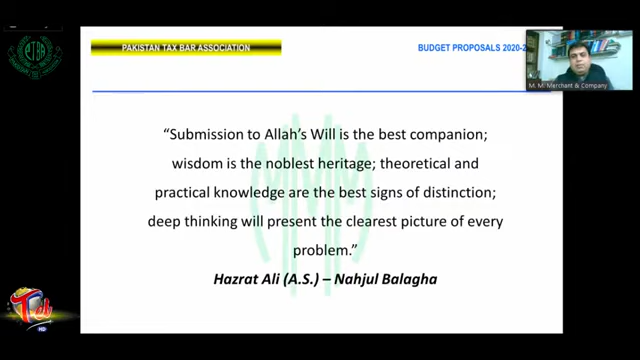 PAKISTAN TAX BAR ASSOCIATION
BUDGET PROPOSALS 2020-2
M. M. Merchant & Company
PTBA
“Submission to Allah’s Will is the best companion;
wisdom is the noblest heritage; theoretical and
practical knowledge are the best signs of distinction;
deep thinking will present the clearest picture of every
problem.”
Hazrat Ali (A.S.) – Nahjul Balagha
HD